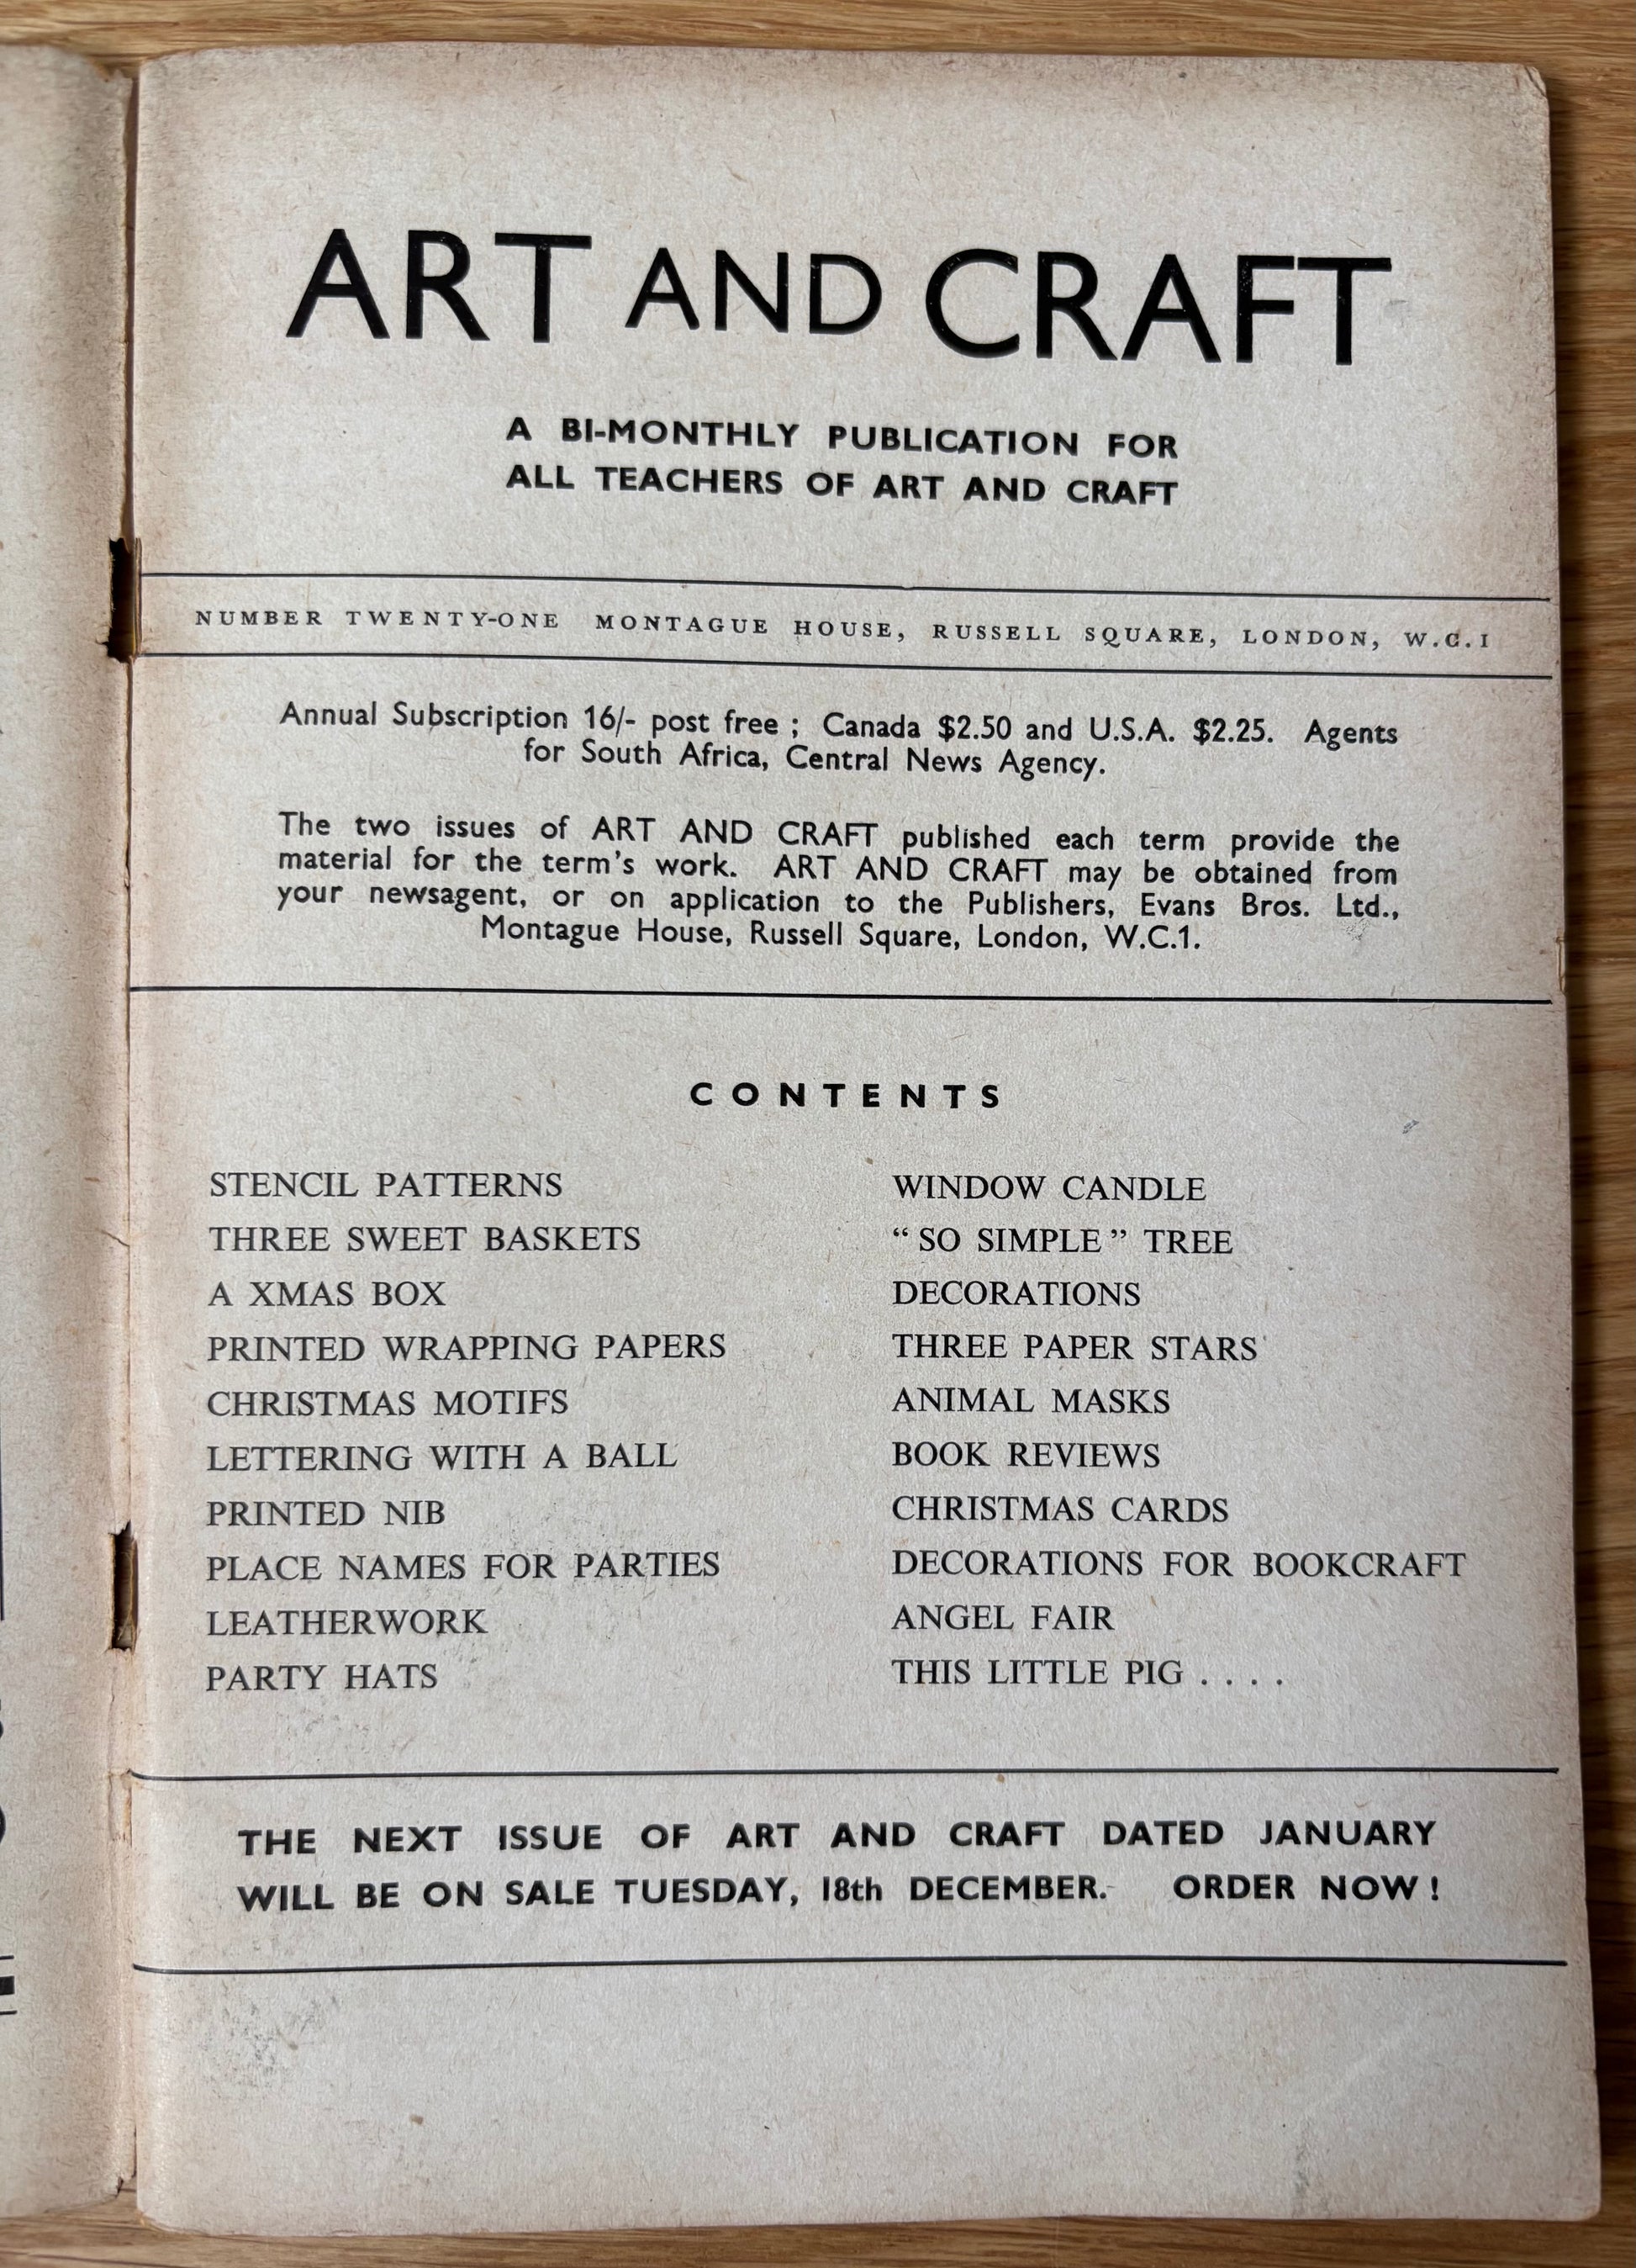 ART AND CRAFT
A BI-MONTHLY PUBLICATION FOR
ALL TEACHERS OF ART AND CRAFT
NUMBER TWENTY-ONE MONTAGUE HOUSE, RUSSELL SQUARE, LONDON, W.C.1
Annual Subscription 16/- post free ; Canada $2.50 and U.S.A. $2.25. Agents
for South Africa, Central News Agency.
The two issues of ART AND CRAFT published each term provide the
material for the term's work. ART AND CRAFT may be obtained from
your newsagent, or on application to the Publishers, Evans Bros. Ltd.,
Montague House, Russell Square, London, W.C.1.
CONTENTS
STENCIL PATTERNS
THREE SWEET BASKETS
A XMAS BOX
PRINTED WRAPPING PAPERS
CHRISTMAS MOTIFS
LETTERING WITH A BALL
PRINTED NIB
PLACE NAMES FOR PARTIES
LEATHERWORK
PARTY HATS
WINDOW CANDLE
“ SO SIMPLE ” TREE
DECORATIONS
THREE PAPER STARS
ANIMAL MASKS
BOOK REVIEWS
CHRISTMAS CARDS
DECORATIONS FOR BOOKCRAFT
ANGEL FAIR
THIS LITTLE PIG . . . .
THE NEXT ISSUE OF ART AND CRAFT DATED JANUARY
WILL BE ON SALE TUESDAY, 18th DECEMBER. ORDER NOW !